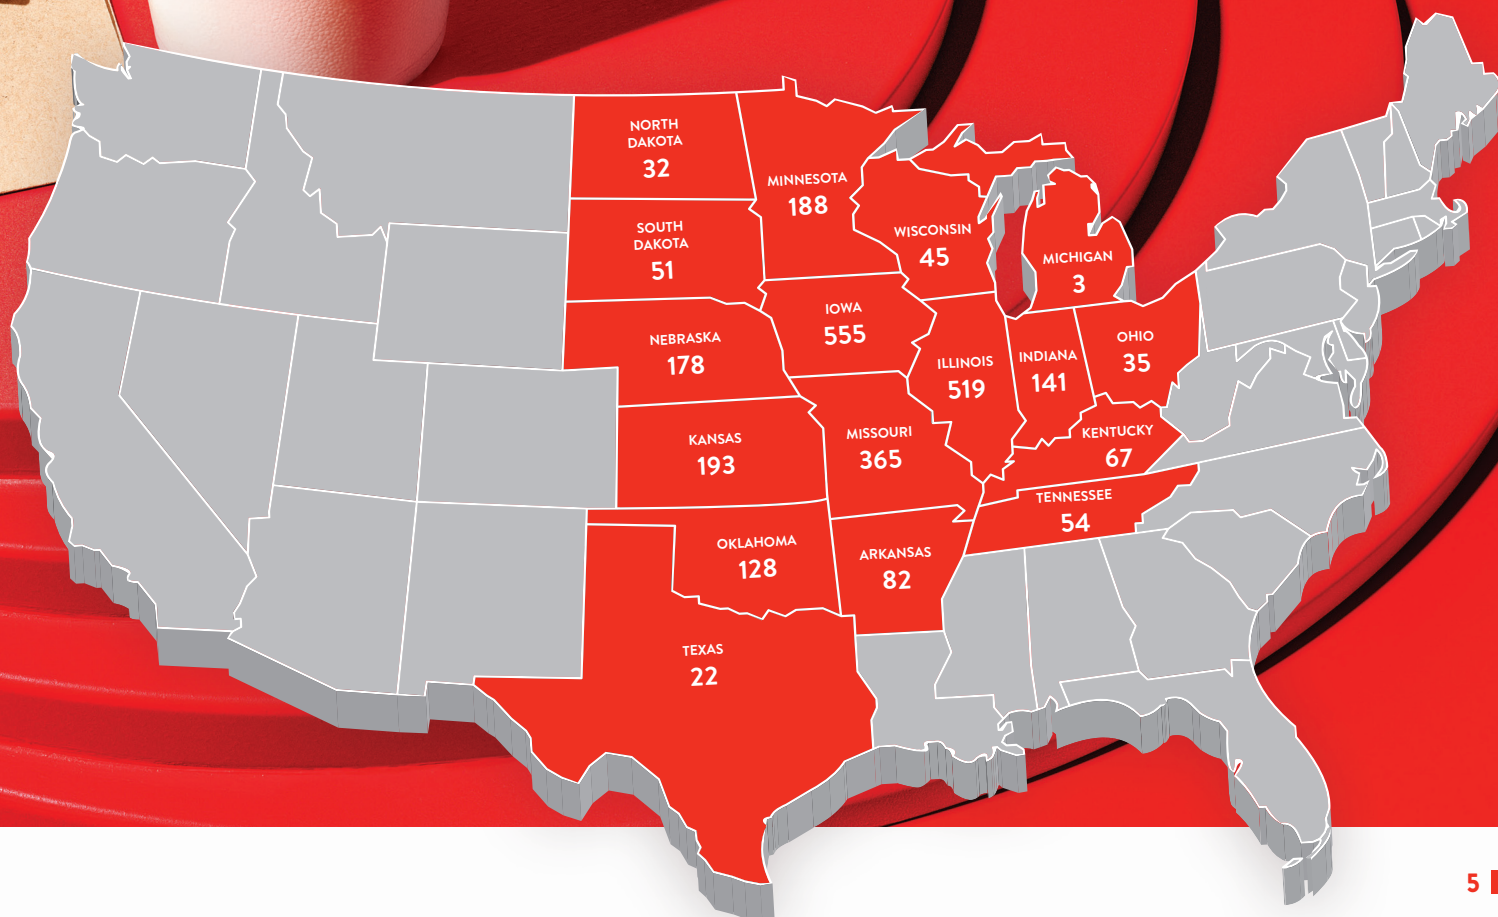 NORTH
DAKOTA
32
MINNESOTA
188
SOUTH
DAKOTA
51
WISCONSIN
45
MICHIGAN
3
IOWA
555
NEBRASKA
178
ILLINOIS
519
INDIANA
141
OHIO
35
KANSAS
193
MISSOURI
365
KENTUCKY
67
TENNESSEE
54
OKLAHOMA
128
ARKANSAS
82
TEXAS
22
5